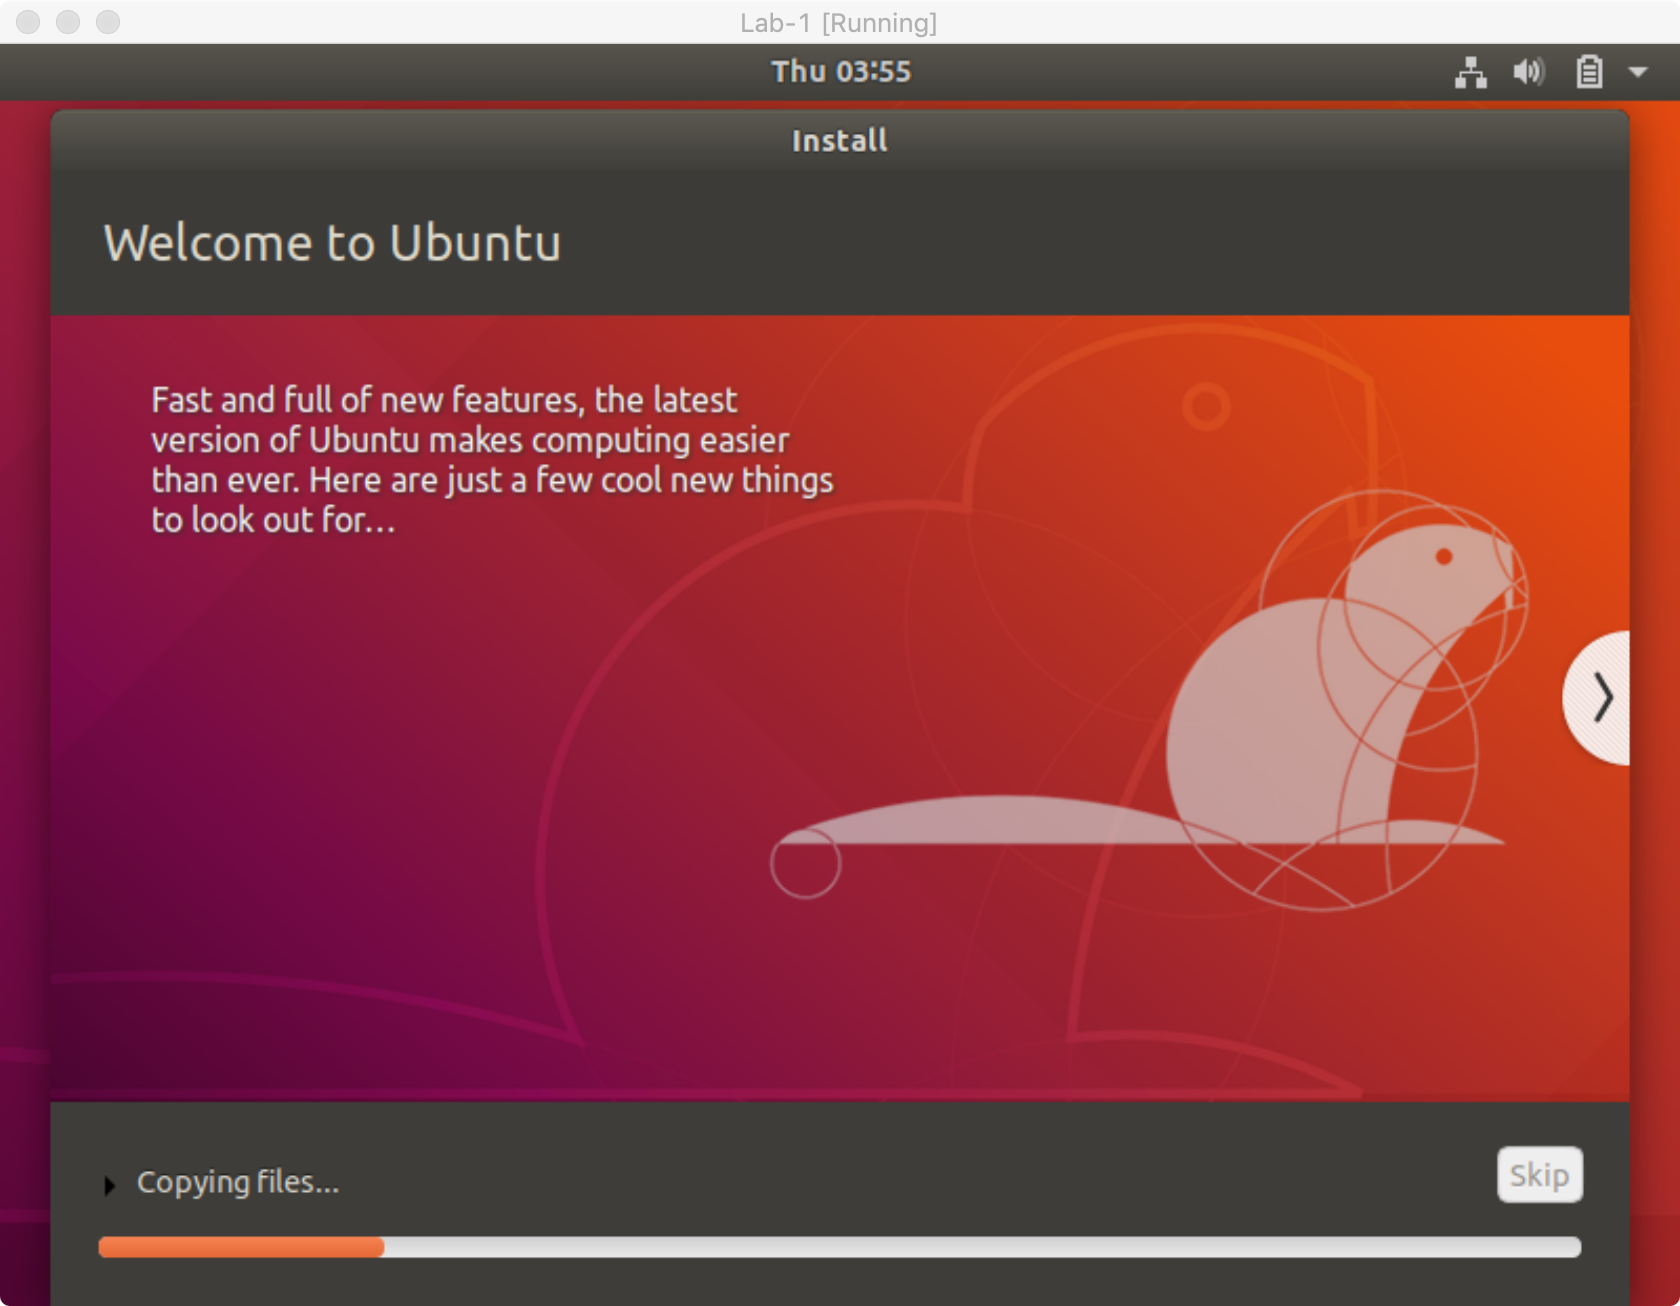 Lab-1 [Running]
Thu 03:55
Install
Welcome to Ubuntu
Fast and full of new features, the latest
version of Ubuntu makes computing easier
than ever. Here are just a few cool new things
to look out for…
Copying files...
Skip